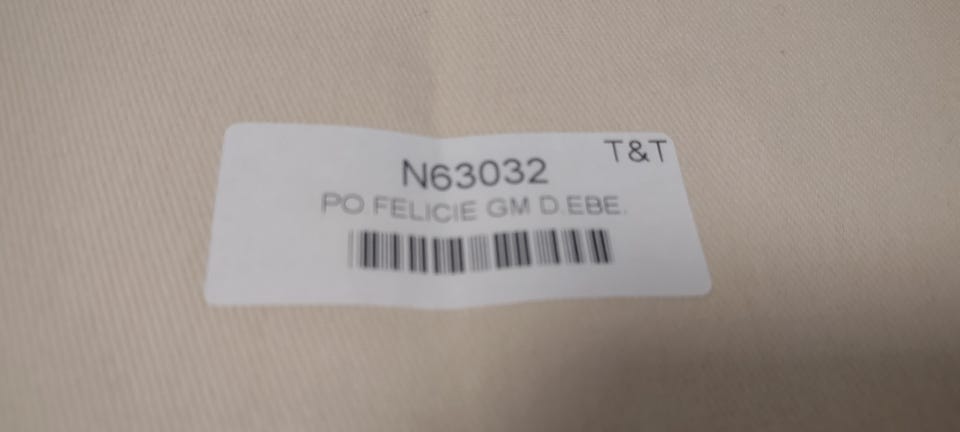 T&T
N63032
PO FELICIE GM D.EBE.